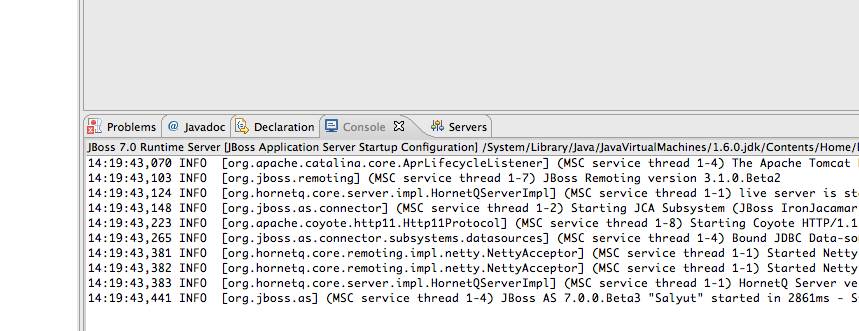 Problems @ Javadoc Declaration Console Servers
JBoss 7.0 Runtime Server [JBoss Application Server Startup Configuration] /System/Library/Java/JavaVirtualMachines/1.6.0.jdk/Contents/Home/
14:19:43,070 INFO [org.apache.catalina.core.AprLifecycleListener] (MSC service thread 1-4) The Apache Tomcat
14:19:43,103 INFO [org.jboss.remoting] (MSC service thread 1-7) JBoss Remoting version 3.1.0.Beta2
14:19:43,124 INFO [org.hornetq.core.server.impl.HornetQServerImpl] (MSC service thread 1-1) live server is sta
14:19:43,148 INFO [org.jboss.as.connector] (MSC service thread 1-2) Starting JCA Subsystem (JBoss IronJacamar
14:19:43,223 INFO [org.apache.coyote.http11.Http11Protocol] (MSC service thread 1-8) Starting Coyote HTTP/1.1
14:19:43,265 INFO [org.jboss.as.connector.subsystems.datasources] (MSC service thread 1-4) Bound JDBC Data-so
14:19:43,381 INFO [org.hornetq.core.remoting.impl.netty.NettyAcceptor] (MSC service thread 1-1) Started Netty
14:19:43,382 INFO [org.hornetq.core.remoting.impl.netty.NettyAcceptor] (MSC service thread 1-1) Started Netty
14:19:43,383 INFO [org.hornetq.core.server.impl.HornetQServerImpl] (MSC service thread 1-1) HornetQ Server ve
14:19:43,441 INFO [org.jboss.as] (MSC service thread 1-4) JBoss AS 7.0.0.Beta3 "Salyut" started in 2861ms - S